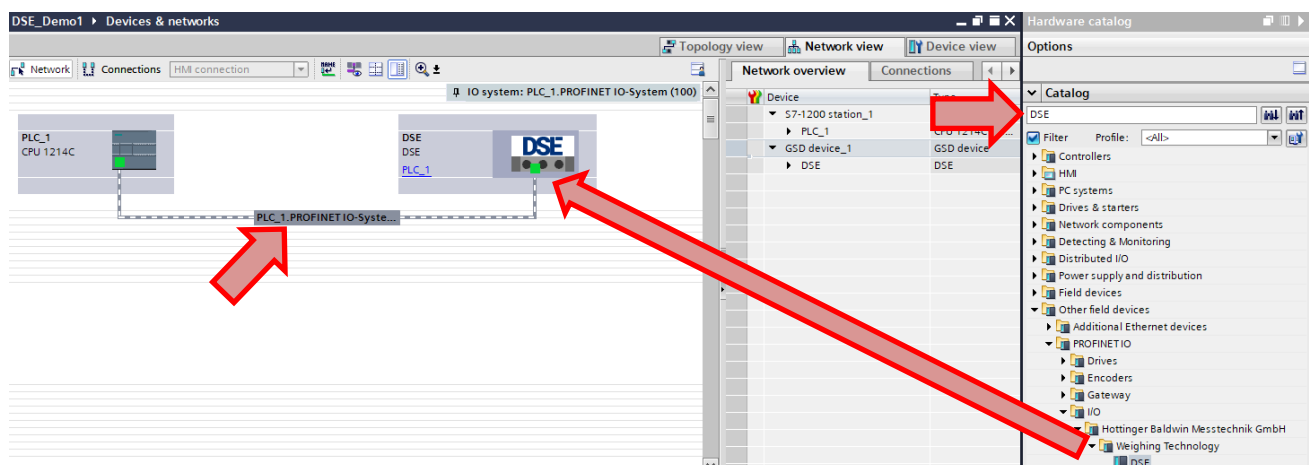 DSE_Demo1 ▸ Devices & networks
Topology view Network view Device view
Network Connections HMI connection
IO system: PLC_1.PROFINET IO-System (100)
PLC_1
CPU 1214C
DSE
DSE
PLC_1
DSE
PLC_1.PROFINET IO-Syste...
Network overview Connections
Device
S7-1200 station_1
PLC_1 CPU 1214C ...
GSD device_1 GSD device
DSE DSE
Hardware catalog
Options
Catalog
DSE
Filter Profile: <All>
Controllers
HMI
PC systems
Drives & starters
Network components
Detecting & Monitoring
Distributed I/O
Power supply and distribution
Field devices
Other field devices
Additional Ethernet devices
PROFINET IO
Drives
Encoders
Gateway
I/O
Hottinger Baldwin Messtechnik GmbH
Weighing Technology
DSE